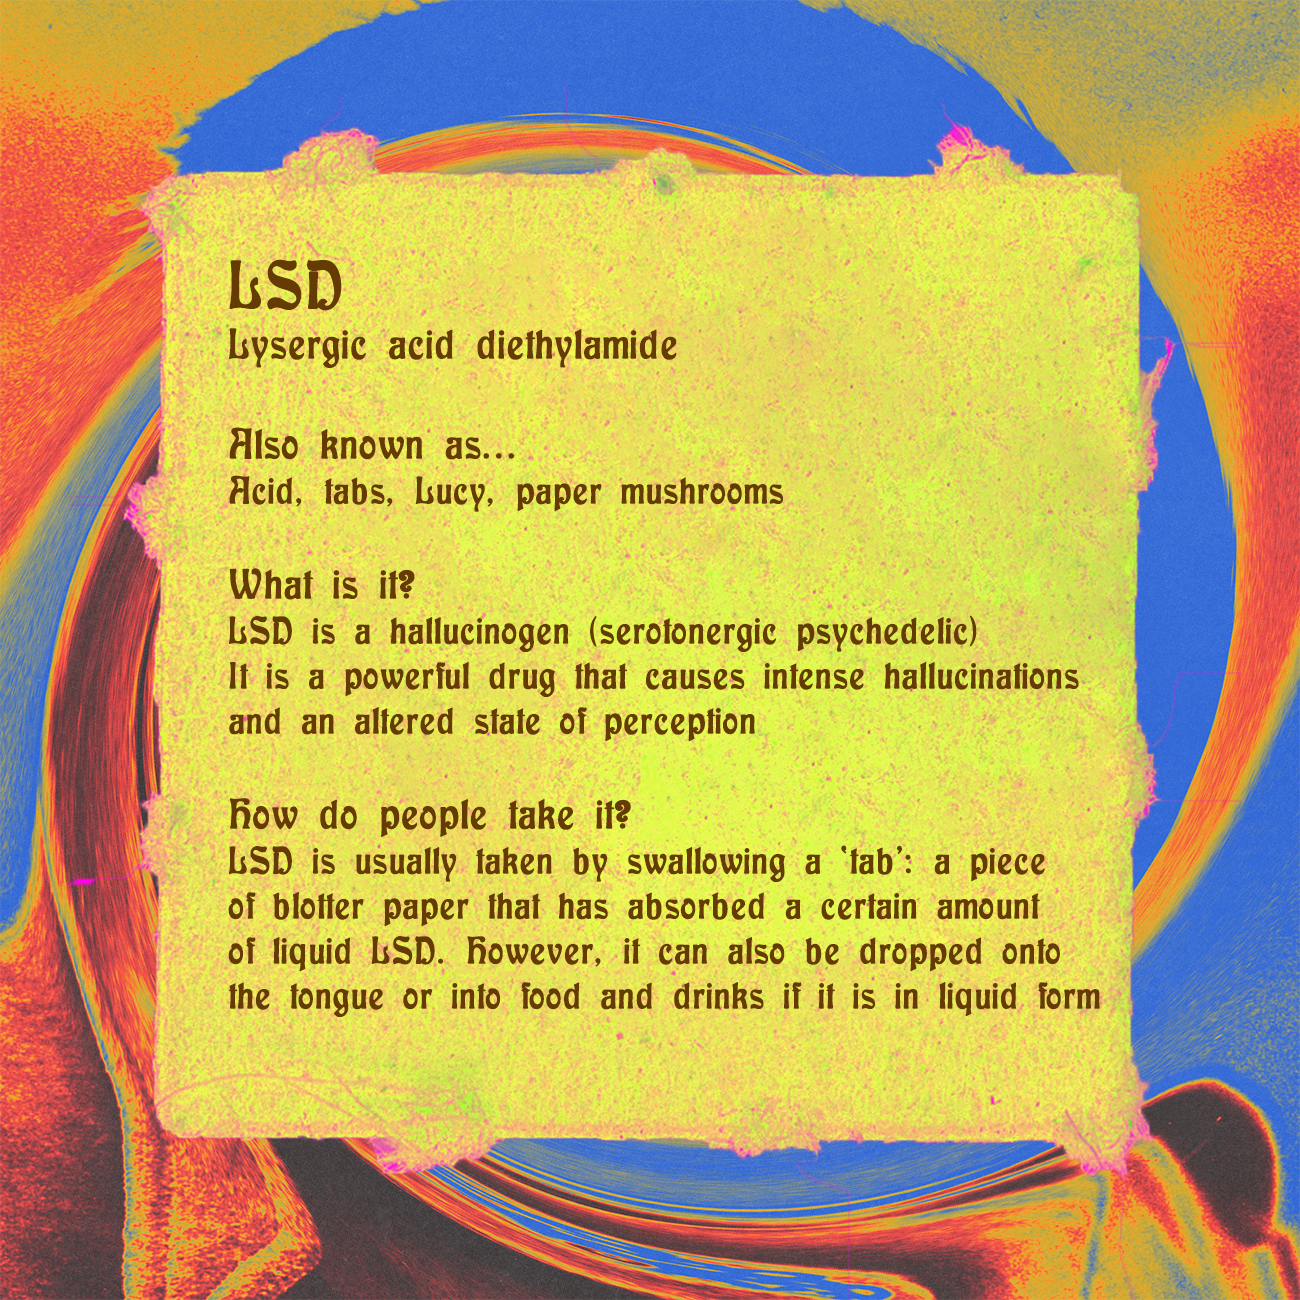 LSD
Lysergic acid diethylamide
Also known as...
Acid, tabs, Lucy, paper mushrooms
What is it?
LSD is a hallucinogen (serotonergic psychedelic)
It is a powerful drug that causes intense hallucinations
and an altered state of perception
How do people take it?
LSD is usually taken by swallowing a ‘tab’: a piece
of blotter paper that has absorbed a certain amount
of liquid LSD. However, it can also be dropped onto
the tongue or into food and drinks if it is in liquid form